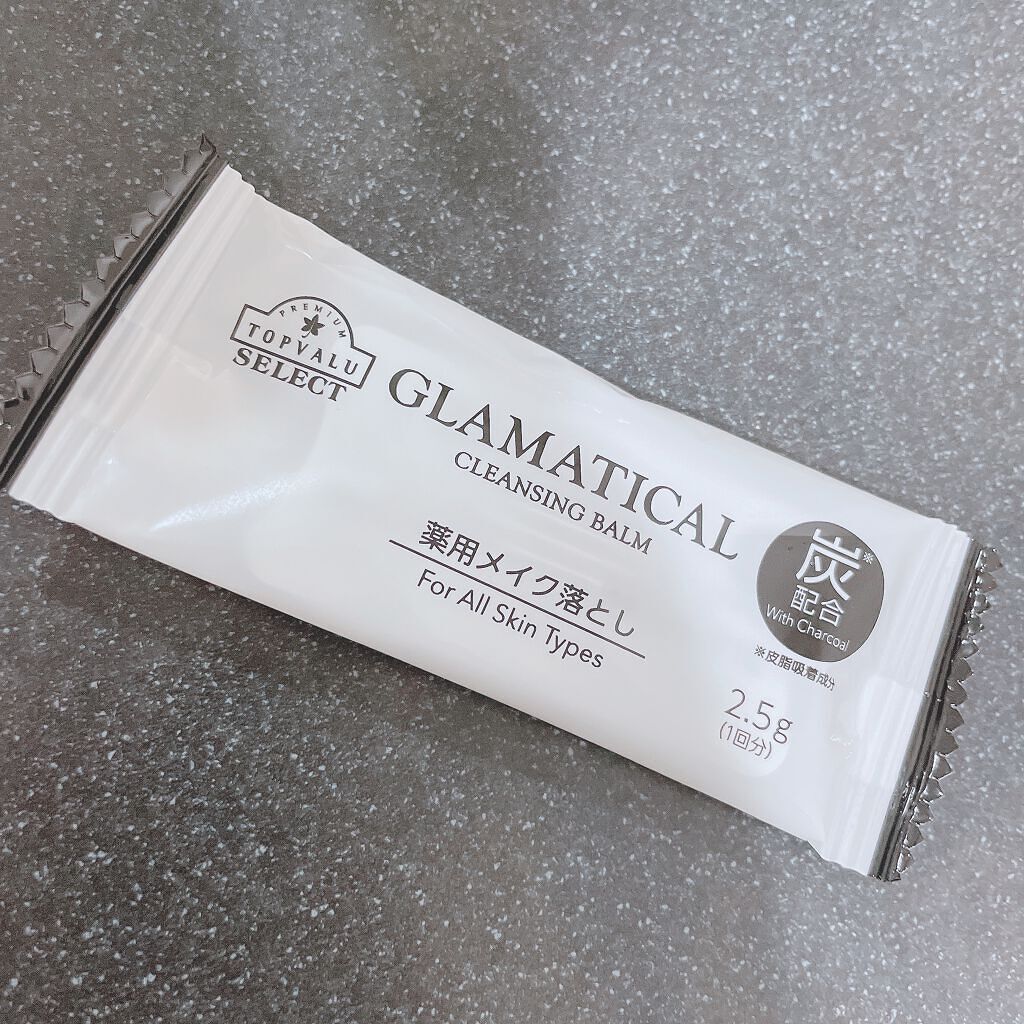 PREMIUM
TOPVALU
SELECT
GLAMATICAL
CLEANSING BALM
薬用メイク落とし
For All Skin Types
炭※
配合
With Charcoal
※皮脂吸着成分
2.5g
(1回分)